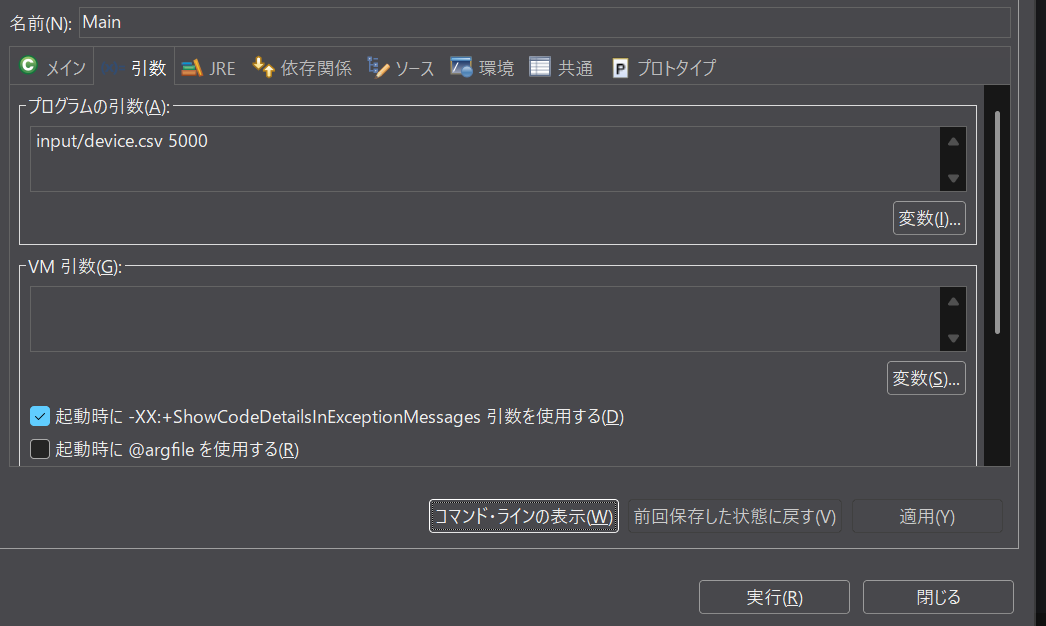 名前(N): Main
メイン 引数 JRE 依存関係 ソース 環境 共通 P プロトタイプ
プログラムの引数(A):
input/device.csv 5000
変数(I)...
VM 引数(G):
変数(S)...
起動時に -XX:+ShowCodeDetailsInExceptionMessages 引数を使用する(D)
起動時に @argfile を使用する(R)
コマンド・ラインの表示(W) 前回保存した状態に戻す(V) 適用(Y)
実行(R) 閉じる